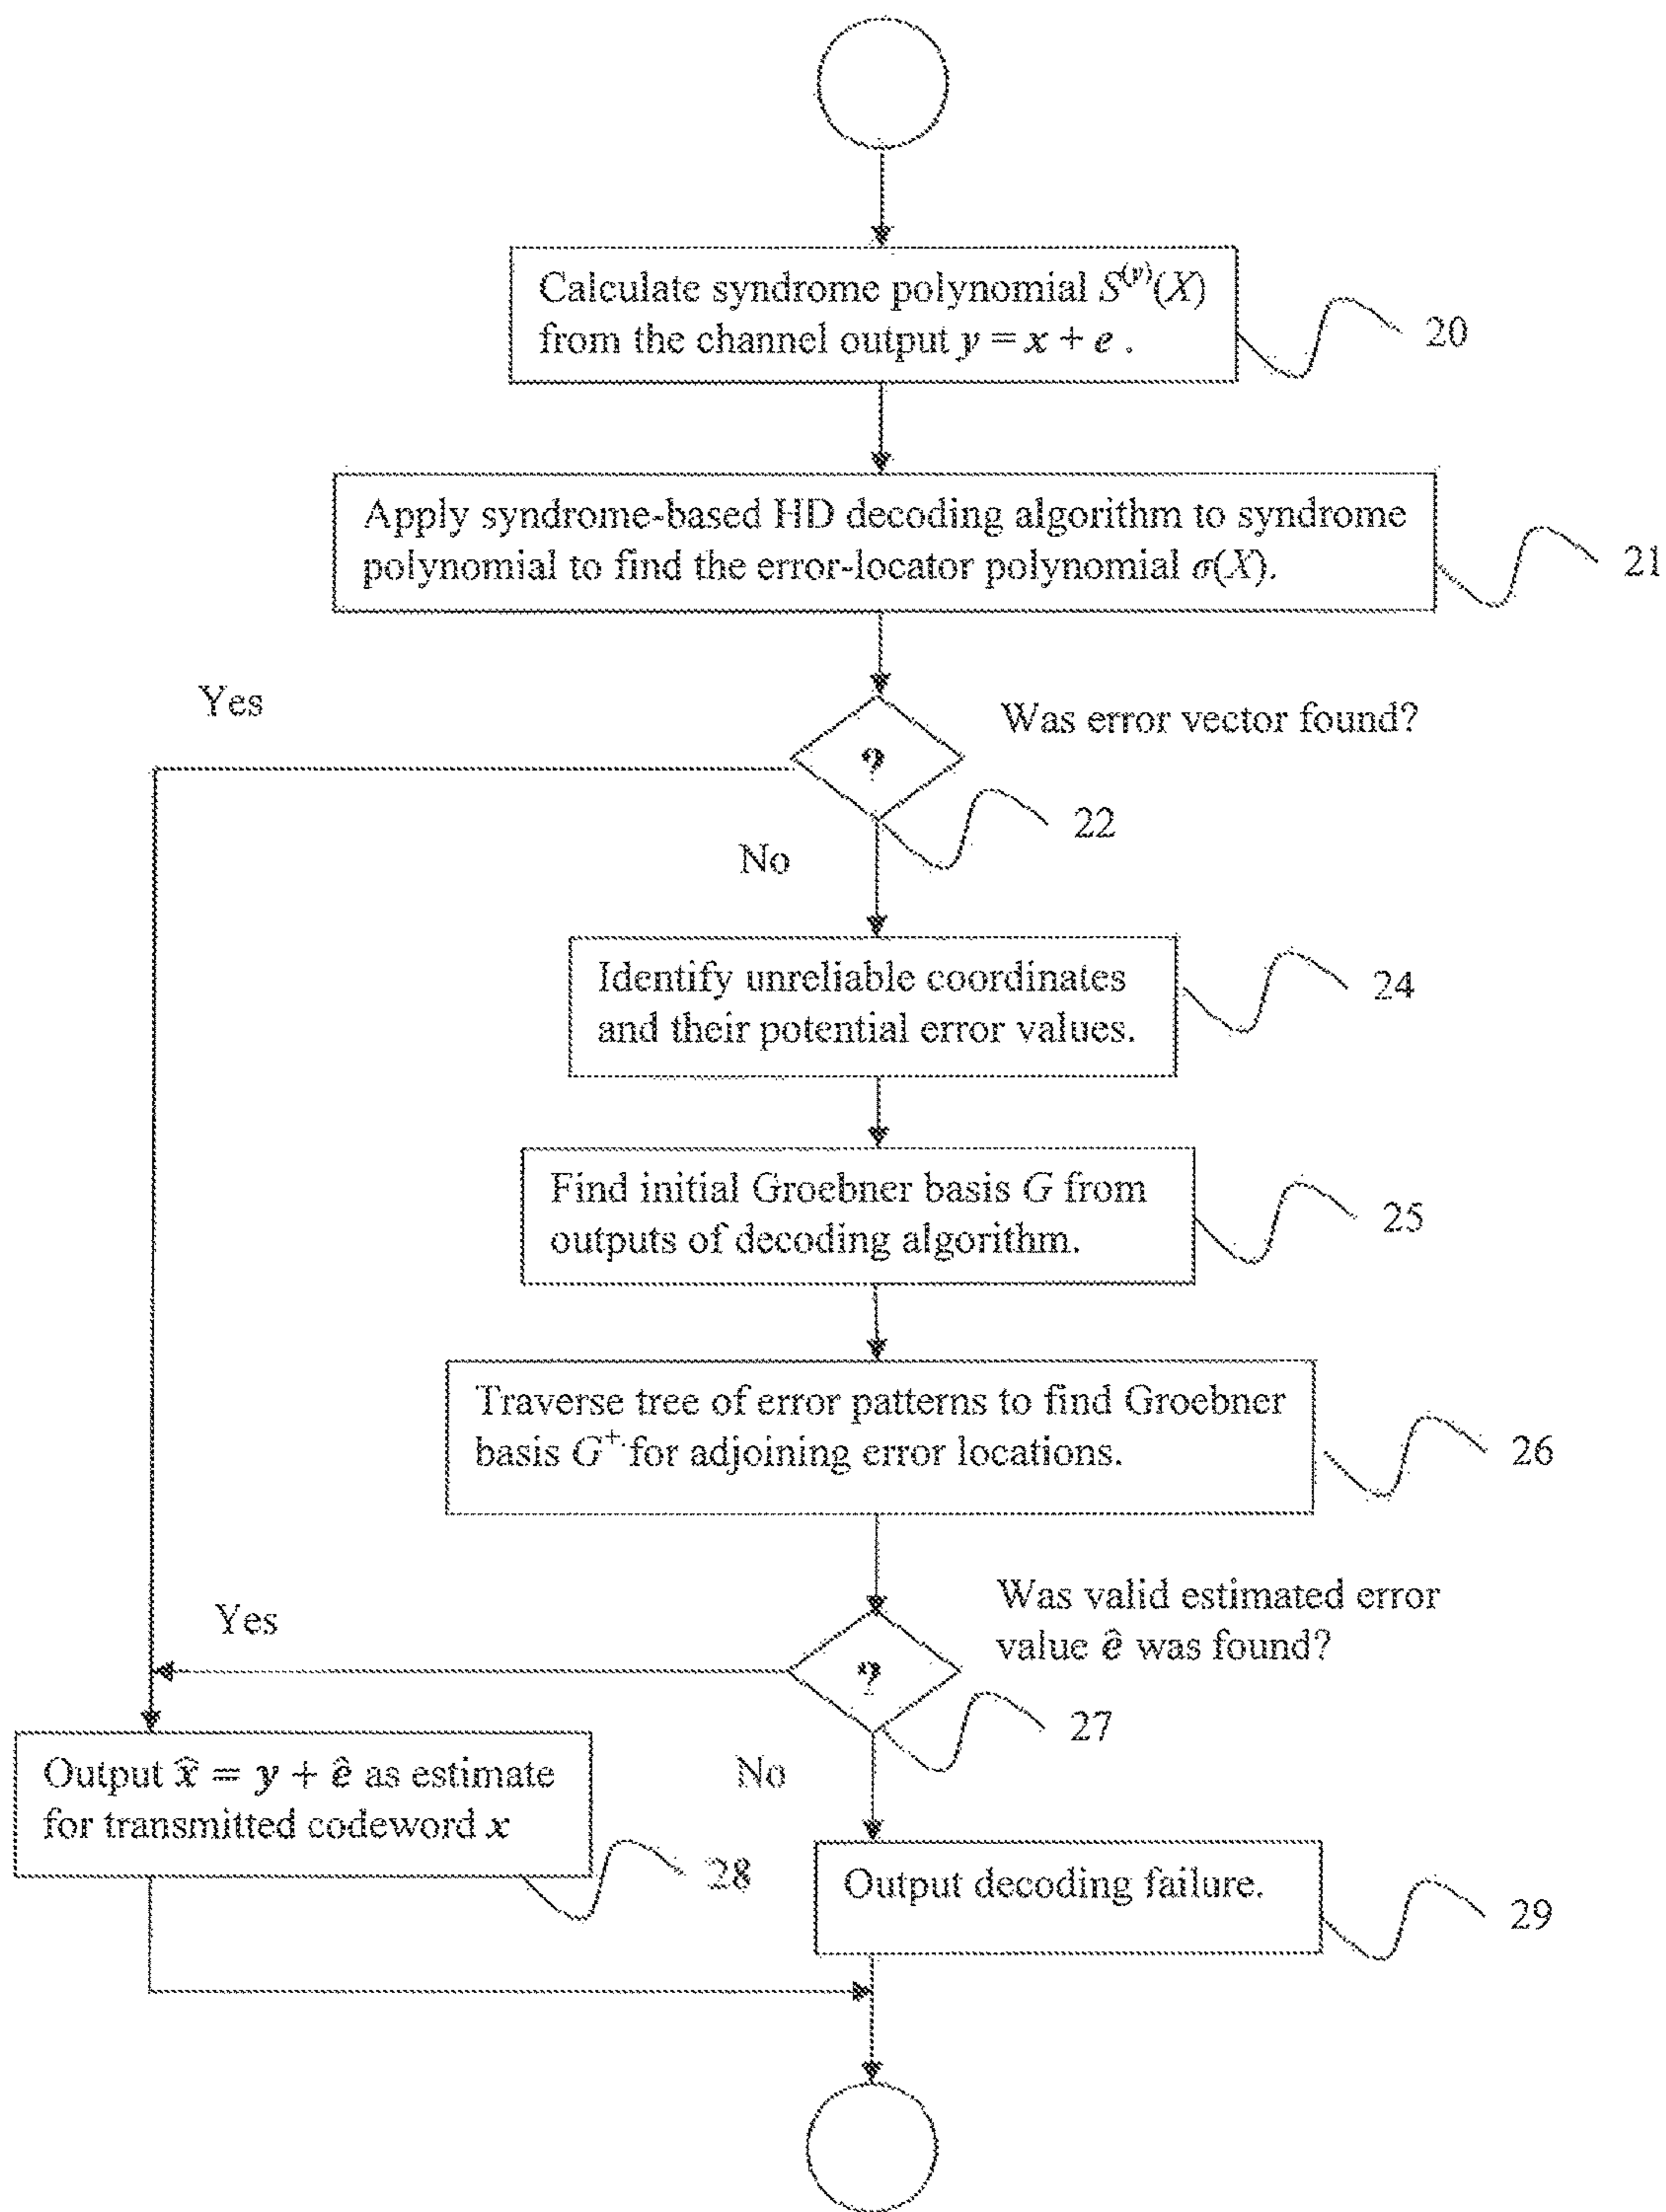 Calculate syndrome polynomial S^(y)(X)
from the channel output y = x + e .
20
Apply syndrome-based HD decoding algorithm to syndrome
polynomial to find the error-locator polynomial σ(X).
21
Yes
Was error vector found?
?
22
No
Identify unreliable coordinates
and their potential error values.
24
Find initial Groebner basis G from
outputs of decoding algorithm.
25
Traverse tree of error patterns to find Groebner
basis G⁺ for adjoining error locations.
26
Was valid estimated error
value ê was found?
Yes
?
27
No
Output x̂ = y + ê as estimate
for transmitted codeword x
28
Output decoding failure.
29